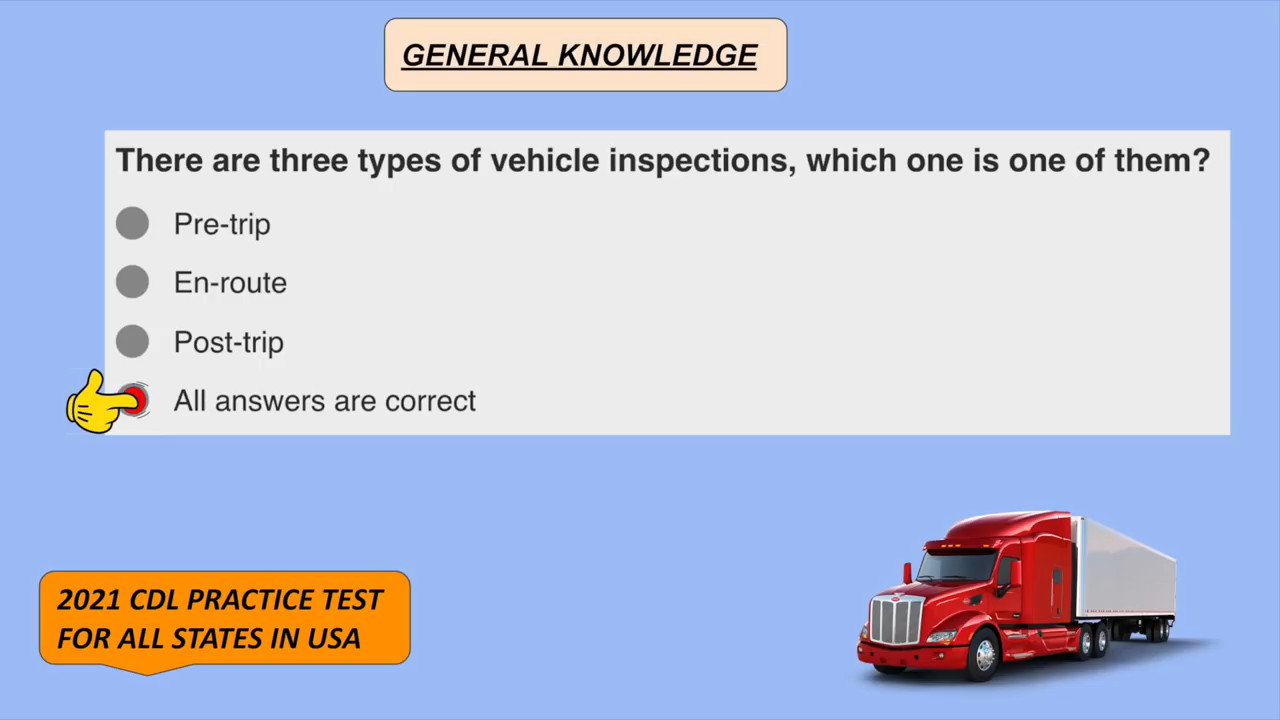 GENERAL KNOWLEDGE
There are three types of vehicle inspections, which one is one of them?
Pre-trip
En-route
Post-trip
All answers are correct
2021 CDL PRACTICE TEST
FOR ALL STATES IN USA